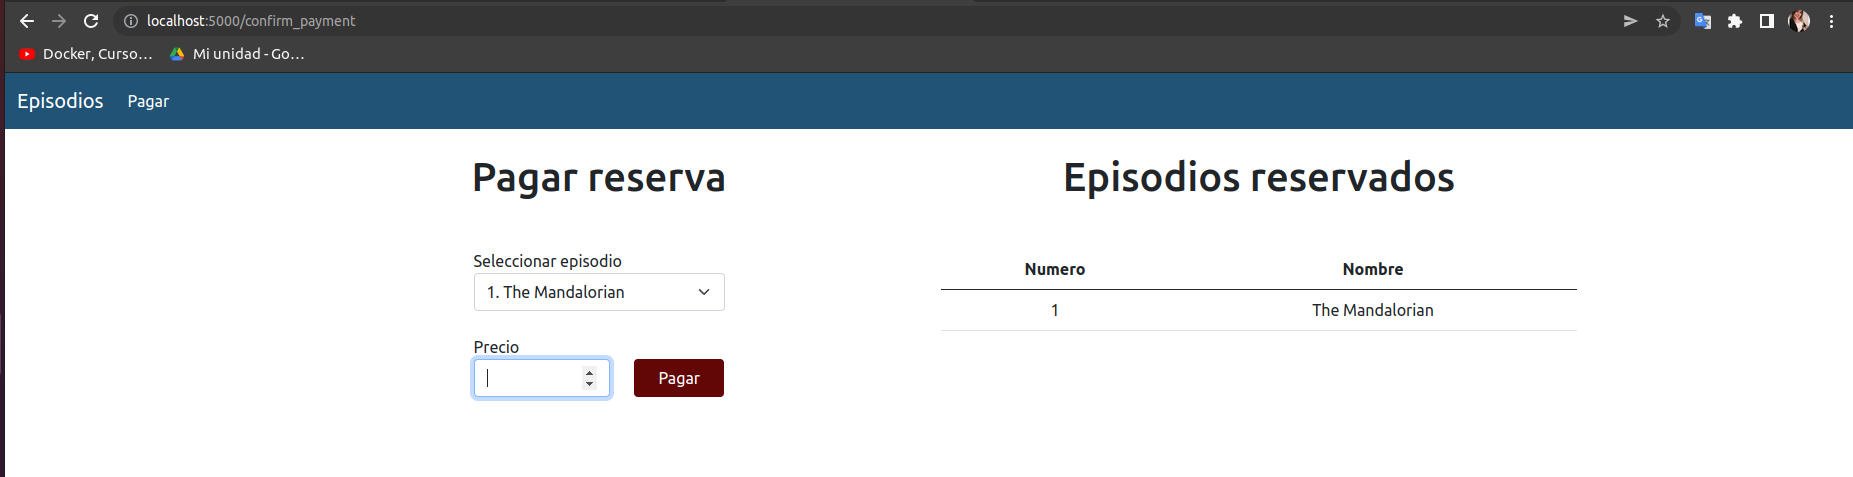 localhost:5000/confirm_payment
Docker, Curso... Mi unidad - Go...
Episodios Pagar
Pagar reserva
Seleccionar episodio
1. The Mandalorian
Precio
Pagar
Episodios reservados
Numero Nombre
1 The Mandalorian